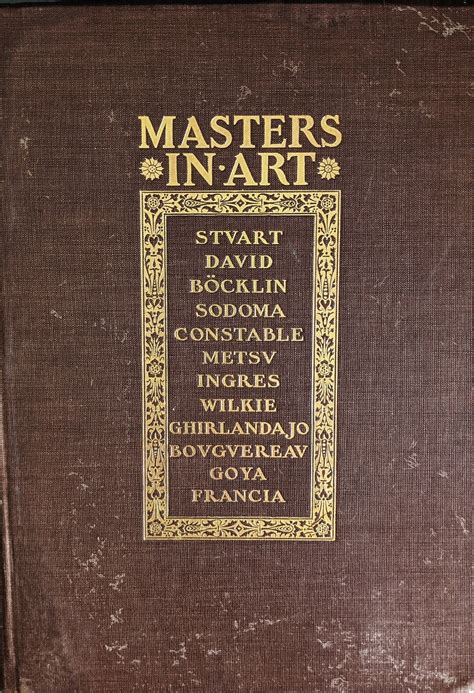 MASTERS
IN·ART
STVART
DAVID
BÖCKLIN
SODOMA
CONSTABLE
METSV
INGRES
WILKIE
GHIRLANDAJO
BOVGVEREAV
GOYA
FRANCIA